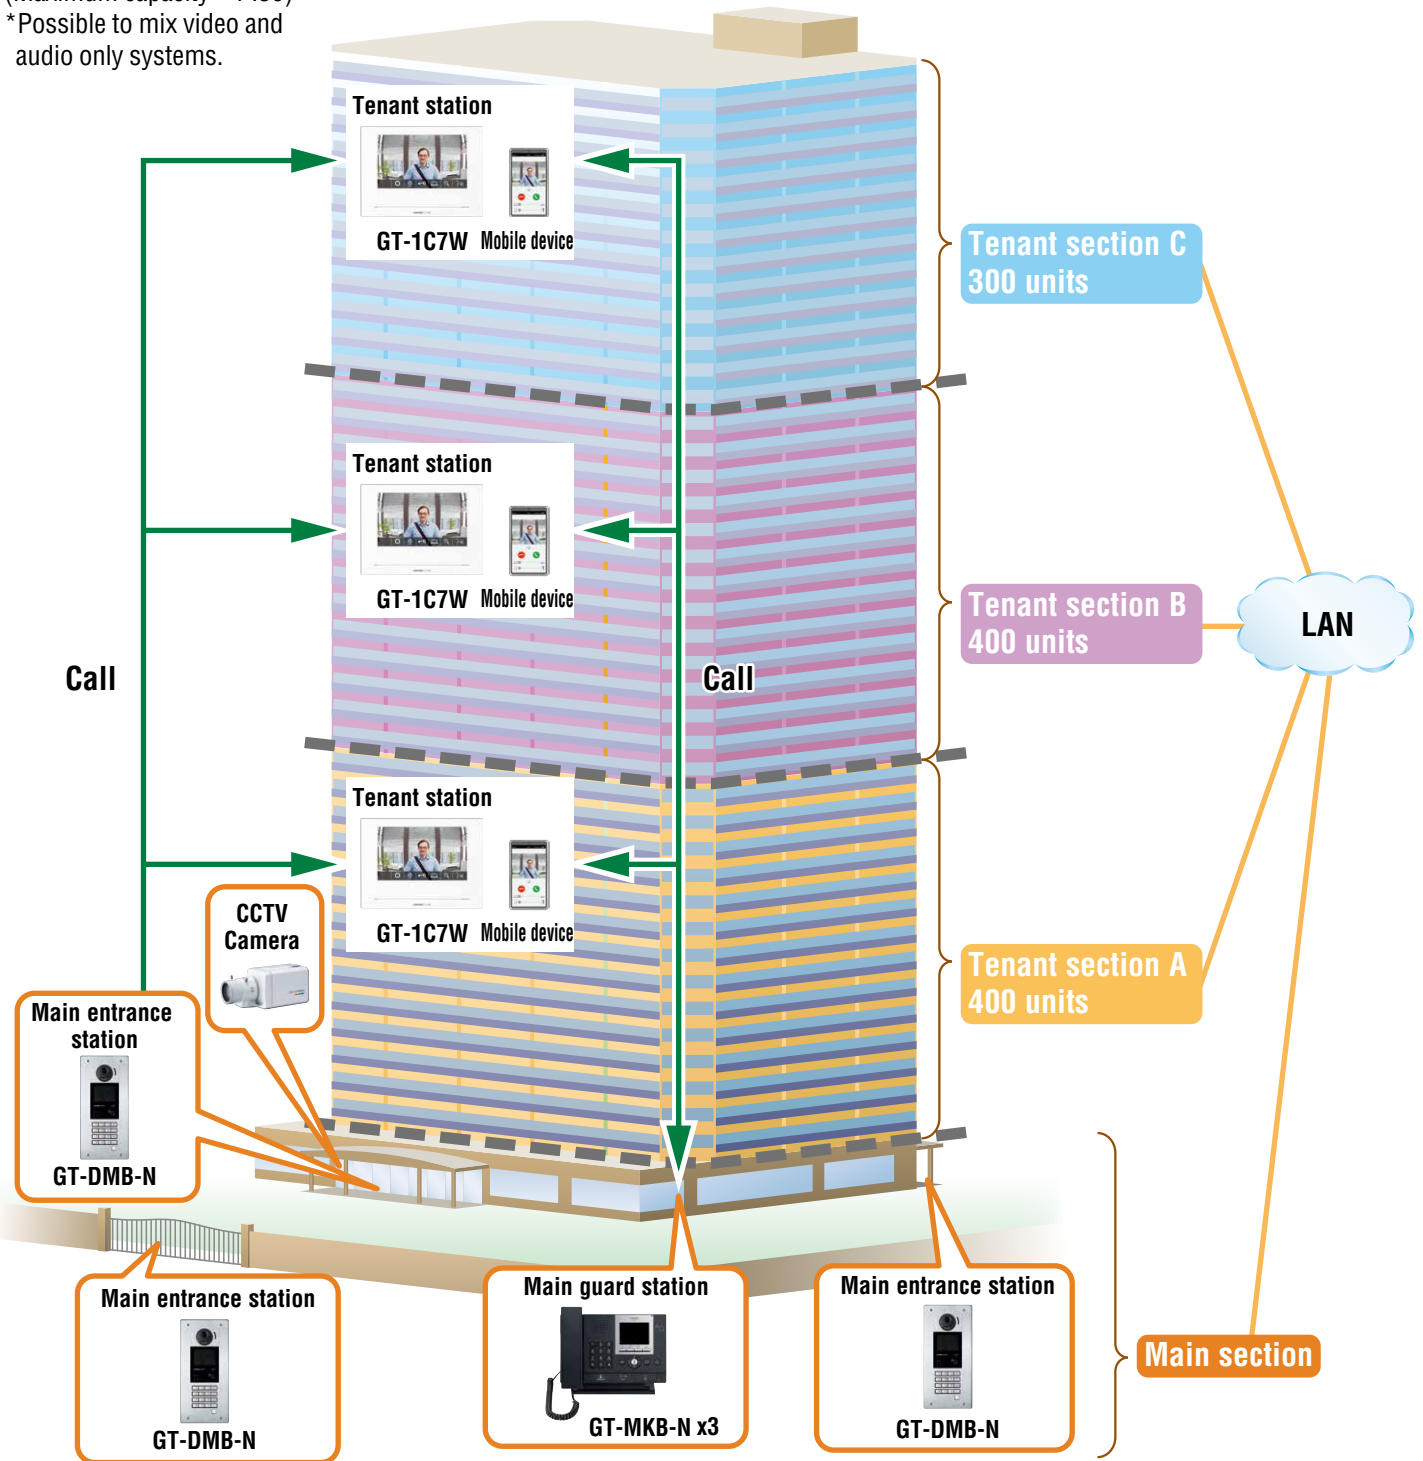 *Possible to mix video and
audio only systems.
Tenant station
GT-1C7W Mobile device
Tenant section C
300 units
Tenant station
GT-1C7W Mobile device
Tenant section B
400 units
LAN
Call
Call
Tenant station
GT-1C7W Mobile device
CCTV
Camera
Tenant section A
400 units
Main entrance
station
GT-DMB-N
Main entrance station
GT-DMB-N
Main guard station
GT-MKB-N x3
Main entrance station
GT-DMB-N
Main section